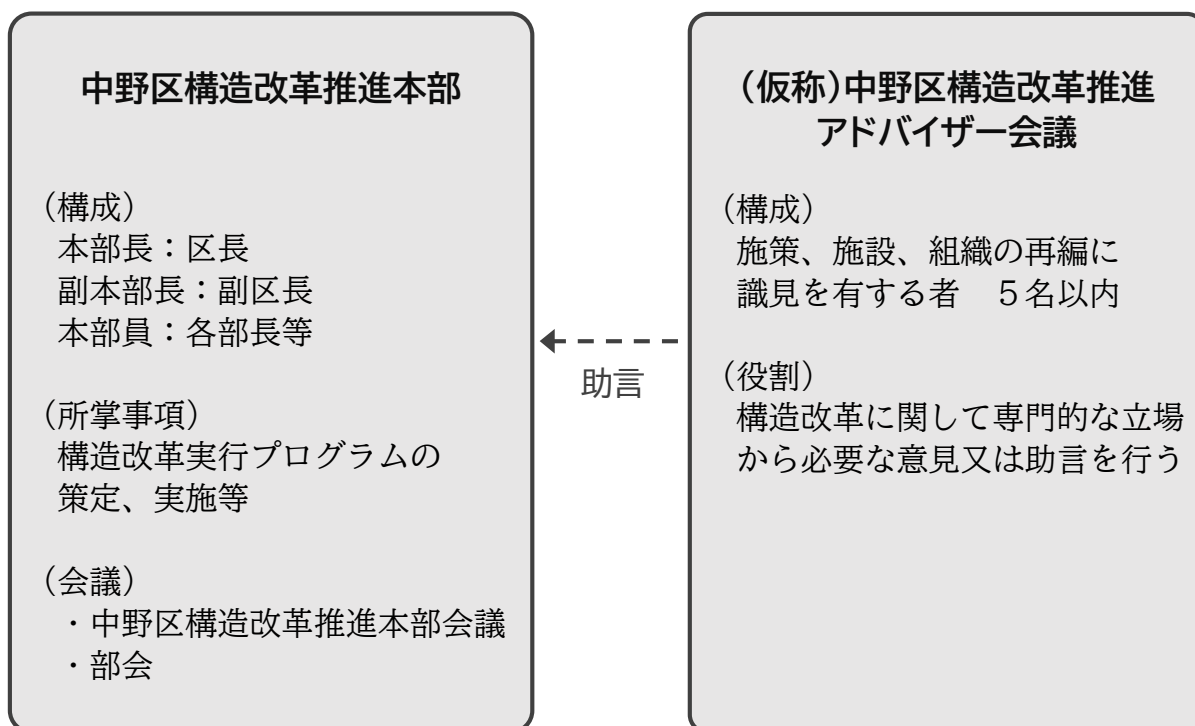 中野区構造改革推進本部
（構成）
本部長：区長
副本部長：副区長
本部員：各部長等
（所掌事項）
構造改革実行プログラムの
策定、実施等
（会議）
・中野区構造改革推進本部会議
・部会
助言
（仮称）中野区構造改革推進
アドバイザー会議
（構成）
施策、施設、組織の再編に
識見を有する者　５名以内
（役割）
構造改革に関して専門的な立場
から必要な意見又は助言を行う